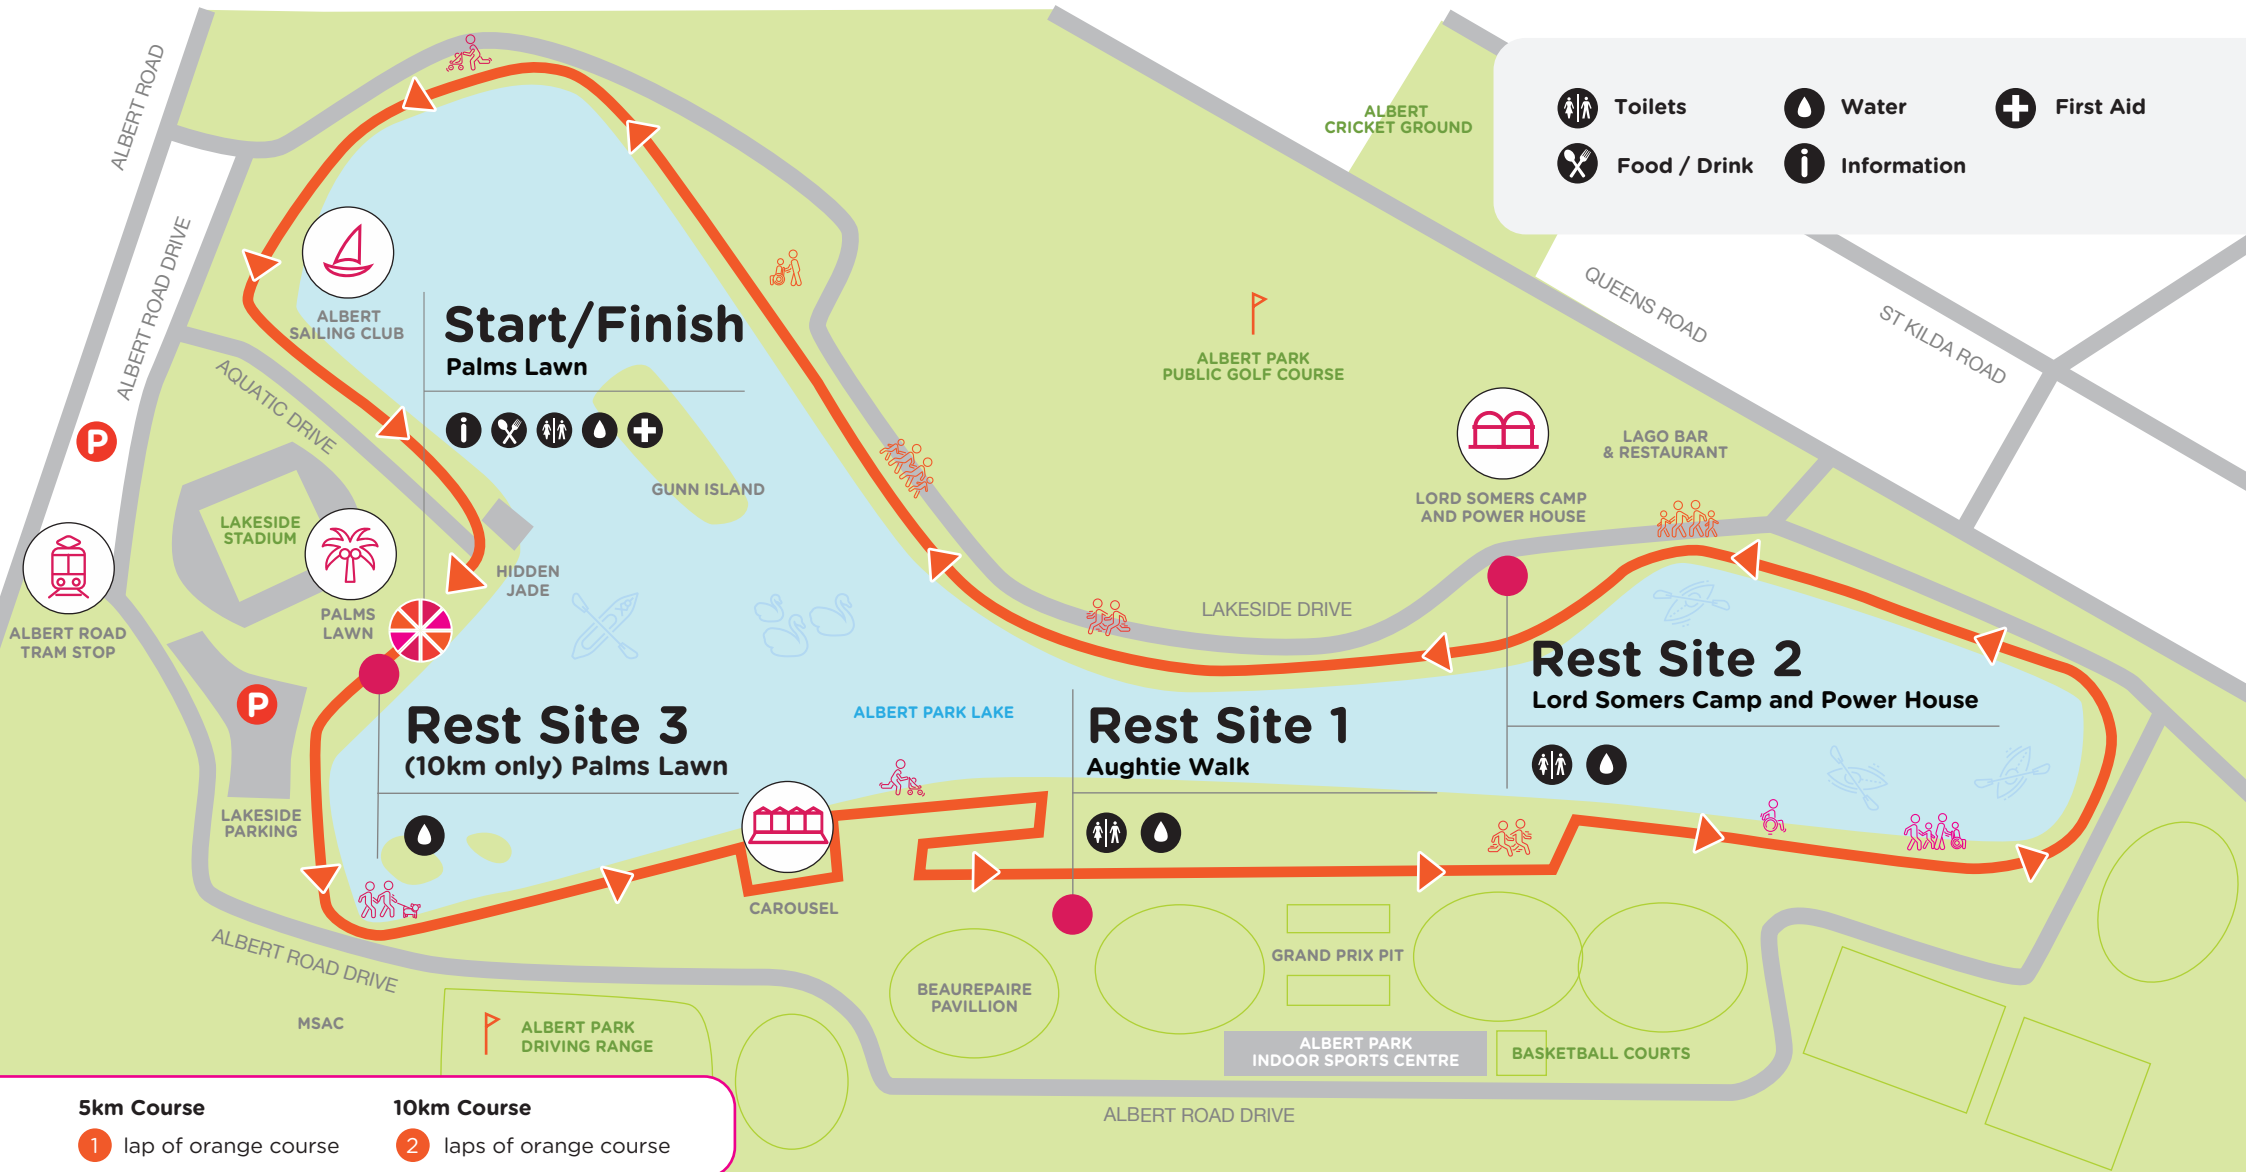 ALBERT ROAD
ALBERT ROAD DRIVE
AQUATIC DRIVE
ALBERT
CRICKET GROUND
Toilets
Water
First Aid
Food / Drink
Information
QUEENS ROAD
ST KILDA ROAD
ALBERT
SAILING CLUB
Start/Finish
Palms Lawn
GUNN ISLAND
ALBERT PARK
PUBLIC GOLF COURSE
LAGO BAR
& RESTAURANT
LORD SOMERS CAMP
AND POWER HOUSE
P
LAKESIDE
STADIUM
HIDDEN
JADE
PALMS
LAWN
ALBERT ROAD
TRAM STOP
LAKESIDE DRIVE
P
LAKESIDE
PARKING
Rest Site 3
(10km only) Palms Lawn
ALBERT PARK LAKE
Rest Site 1
Aughtie Walk
Rest Site 2
Lord Somers Camp and Power House
CAROUSEL
ALBERT ROAD DRIVE
MSAC
ALBERT PARK
DRIVING RANGE
BEAUREPAIRE
PAVILLION
GRAND PRIX PIT
ALBERT PARK
INDOOR SPORTS CENTRE
BASKETBALL COURTS
ALBERT ROAD DRIVE
5km Course
1 lap of orange course
10km Course
2 laps of orange course